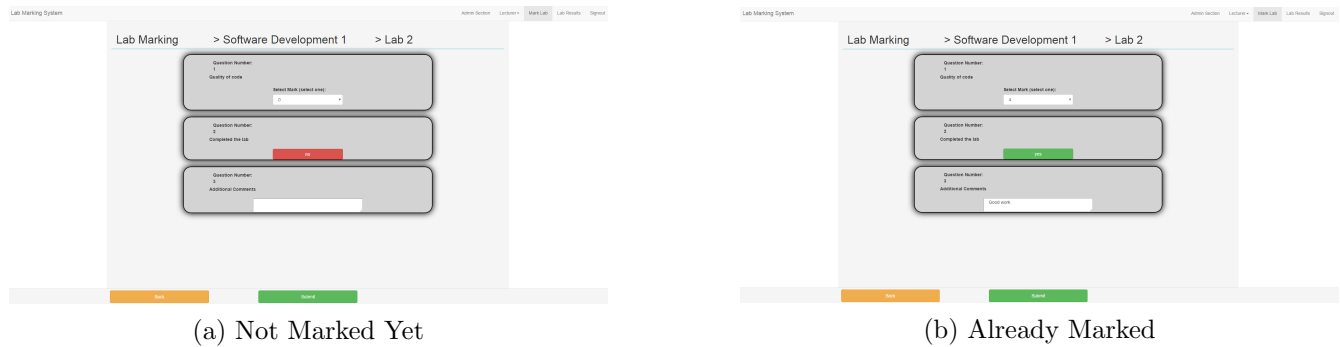 Lab Marking System Admin Section Lecturer Mark Lab Lab Results Signout
Lab Marking > Software Development 1 > Lab 2
Question Number:
1
Quality of code
Select Mark (select one):
0
Question Number:
2
Completed the lab
no
Question Number:
3
Additional Comments
Back Submit
(a) Not Marked Yet
Lab Marking System Admin Section Lecturer Mark Lab Lab Results Signout
Lab Marking > Software Development 1 > Lab 2
Question Number:
1
Quality of code
Select Mark (select one):
4
Question Number:
2
Completed the lab
yes
Question Number:
3
Additional Comments
Good work
Back Submit
(b) Already Marked